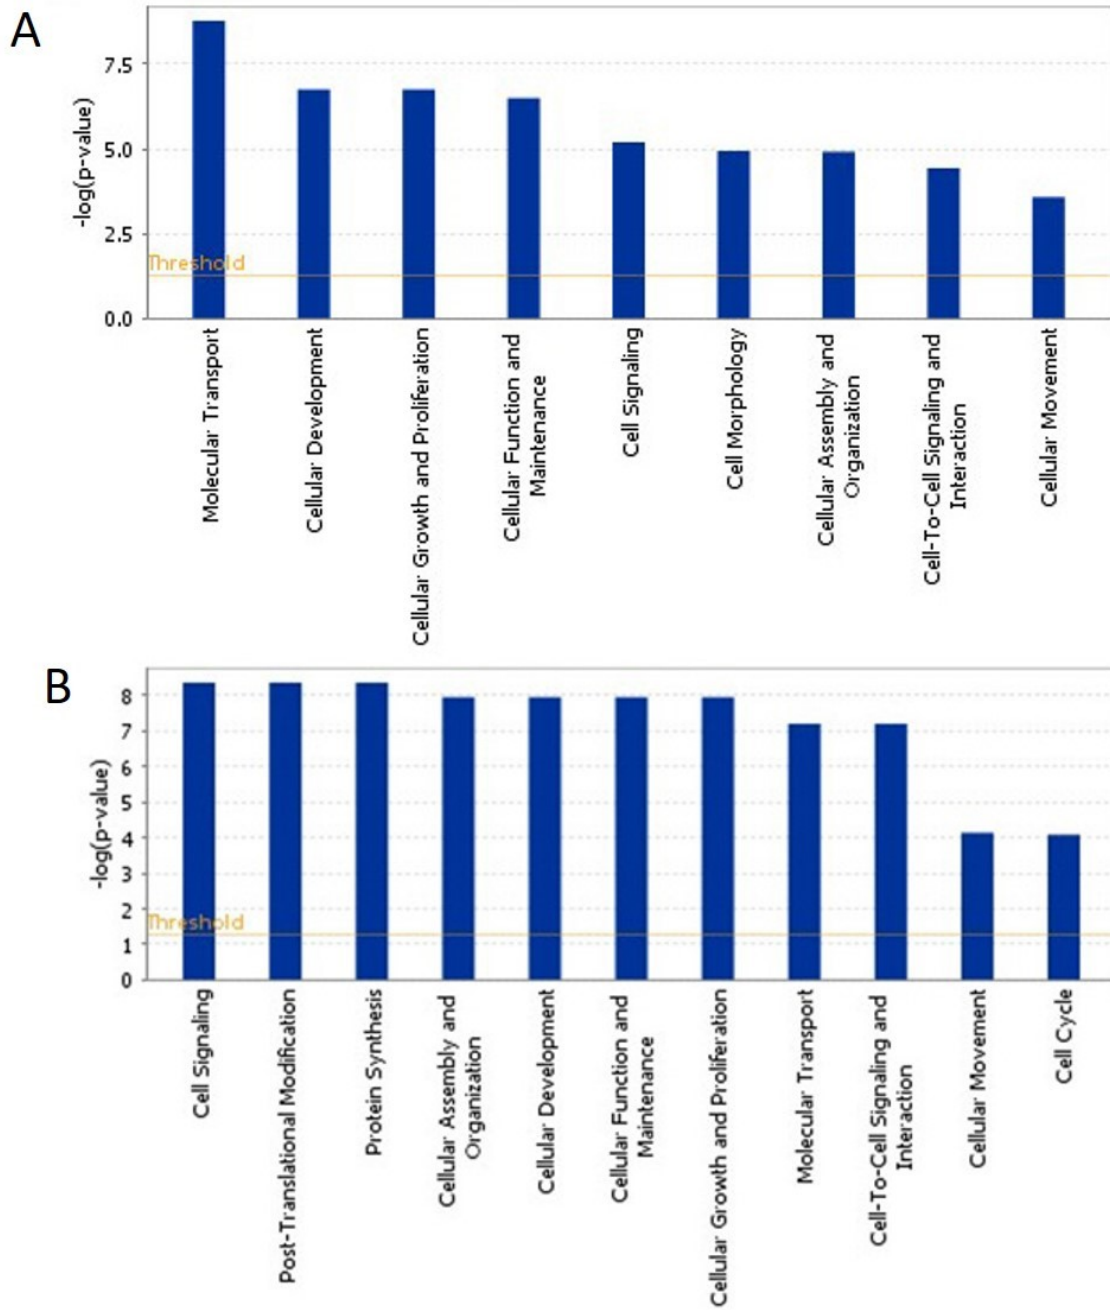 A
-log(p-value)
7.5
5.0
2.5
0.0
Threshold
Molecular Transport
Cellular Development
Cellular Growth and Proliferation
Cellular Function and
Maintenance
Cell Signaling
Cell Morphology
Cellular Assembly and
Organization
Cell-To-Cell Signaling and
Interaction
Cellular Movement
B
-log(p-value)
8
7
6
5
4
3
2
1
0
Threshold
Cell Signaling
Post-Translational Modification
Protein Synthesis
Cellular Assembly and
Organization
Cellular Development
Cellular Function and
Maintenance
Cellular Growth and Proliferation
Molecular Transport
Cell-To-Cell Signaling and
Interaction
Cellular Movement
Cell Cycle